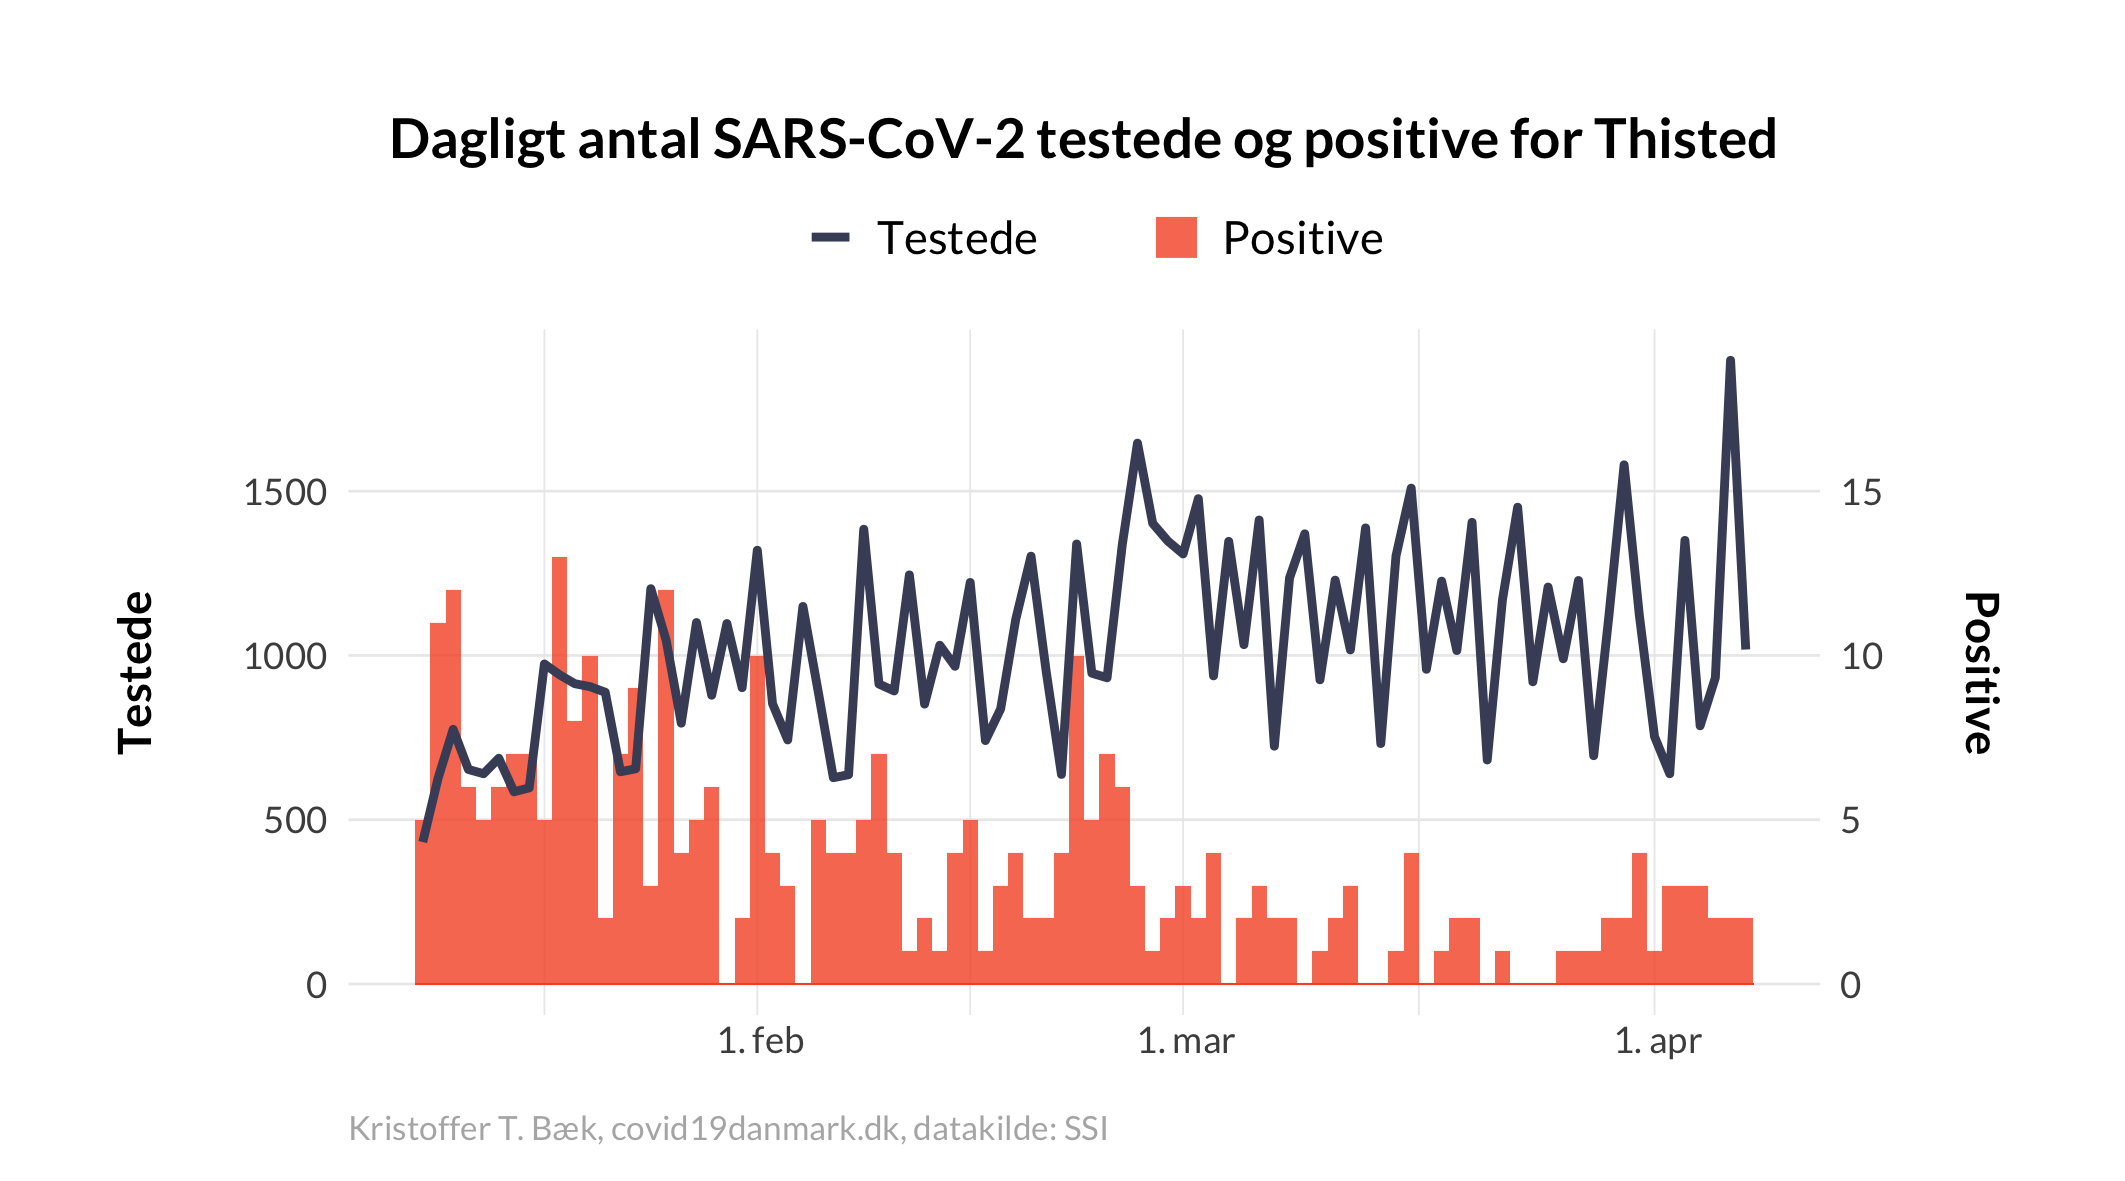 Dagligt antal SARS-CoV-2 testede og positive for Thisted
Testede
Positive
Testede
1500
1000
500
0
15
10
5
0
Positive
1. feb
1. mar
1. apr
Kristoffer T. Bæk, covid19danmark.dk, datakilde: SSI